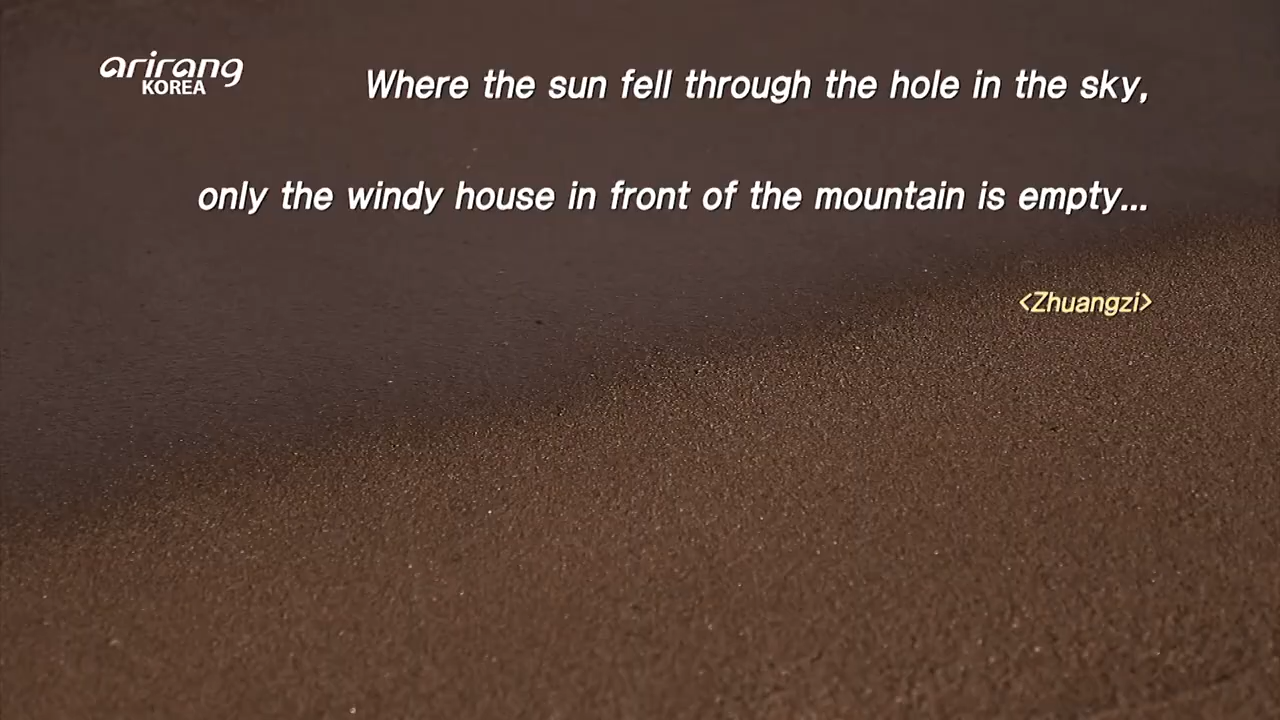 arirang
KOREA
Where the sun fell through the hole in the sky,
only the windy house in front of the mountain is empty...
<Zhuangzi>